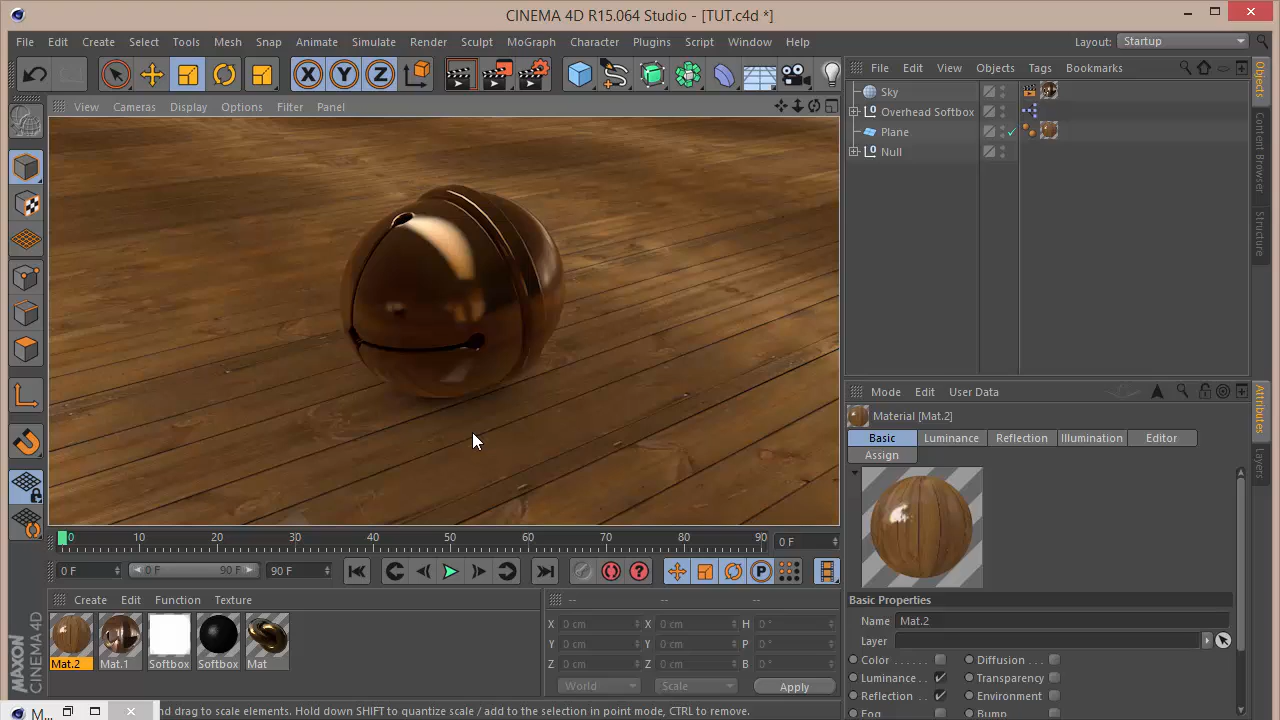 CINEMA 4D R15.064 Studio - [TUT.c4d *]
File Edit Create Select Tools Mesh Snap Animate Simulate Render Sculpt MoGraph Character Plugins Script Window Help Layout: Startup
X Y Z
File Edit View Objects Tags Bookmarks
View Cameras Display Options Filter Panel
Sky
Overhead Softbox
Plane
Null
Objects
Content Browser
Structure
Mode Edit User Data
Material [Mat.2]
Basic Luminance Reflection Illumination Editor
Assign
Attributes
Layers
0 10 20 30 40 50 60 70 80 90 0 F
0 F 0 F 90 F 90 F
Create Edit Function Texture
Mat.2 Mat.1 Softbox Softbox Mat
-- -- --
X 0 cm X 0 cm H 0 °
Y 0 cm Y 0 cm P 0 °
Z 0 cm Z 0 cm B 0 °
World Scale Apply
Basic Properties
Name Mat.2
Layer
Color Diffusion
Luminance Transparency
Reflection Environment
Fog Bump
MAXON
CINEMA 4D
M...
nd drag to scale elements. Hold down SHIFT to quantize scale / add to the selection in point mode, CTRL to remove.